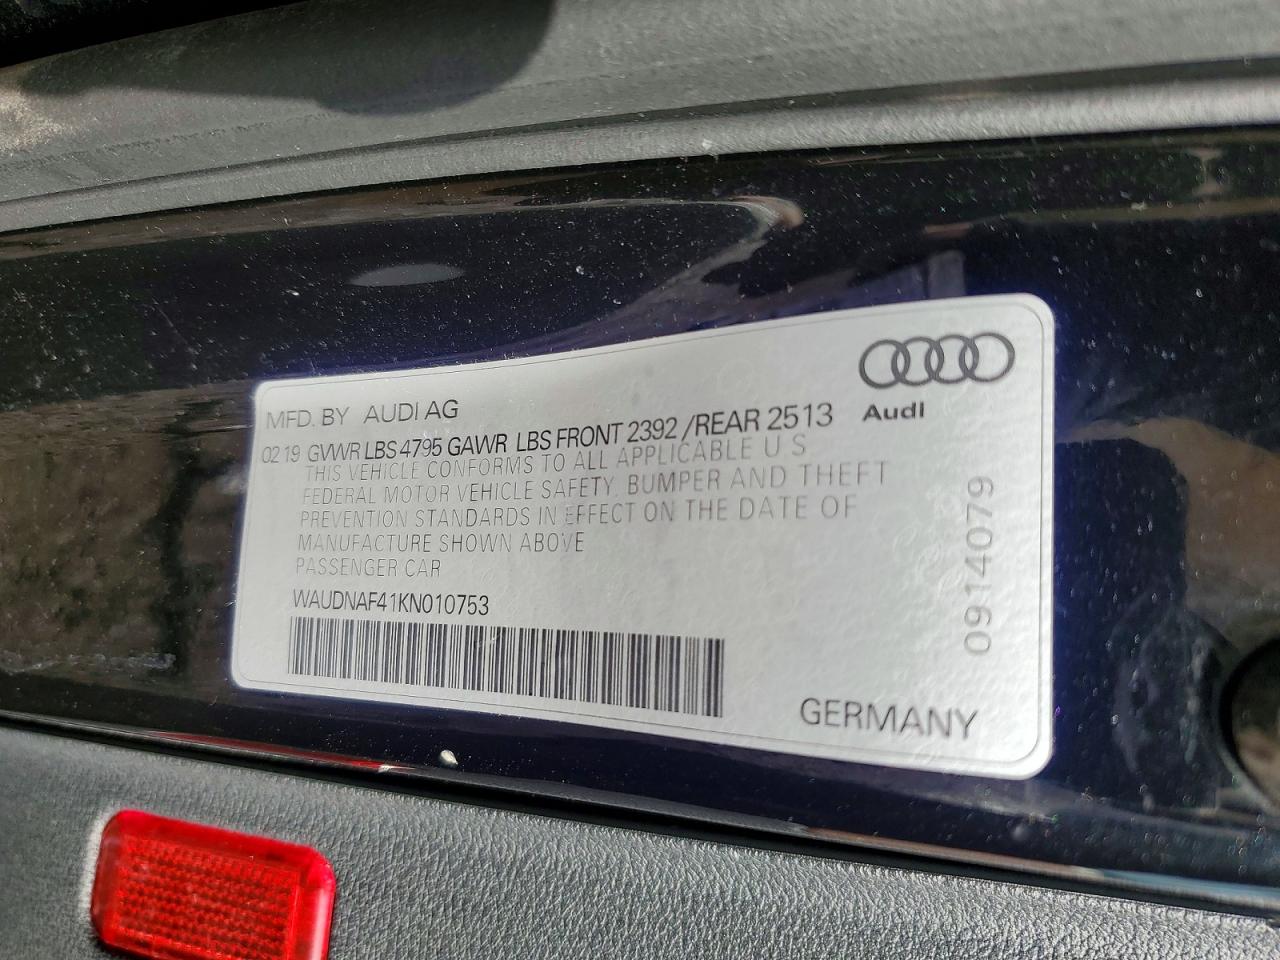 MFD. BY AUDI AG
Audi
02 19 GVWR LBS 4795 GAWR LBS FRONT 2392 /REAR 2513
THIS VEHICLE CONFORMS TO ALL APPLICABLE U S
FEDERAL MOTOR VEHICLE SAFETY, BUMPER AND THEFT
PREVENTION STANDARDS IN EFFECT ON THE DATE OF
MANUFACTURE SHOWN ABOVE
PASSENGER CAR
WAUDNAF41KN010753
0914079
GERMANY